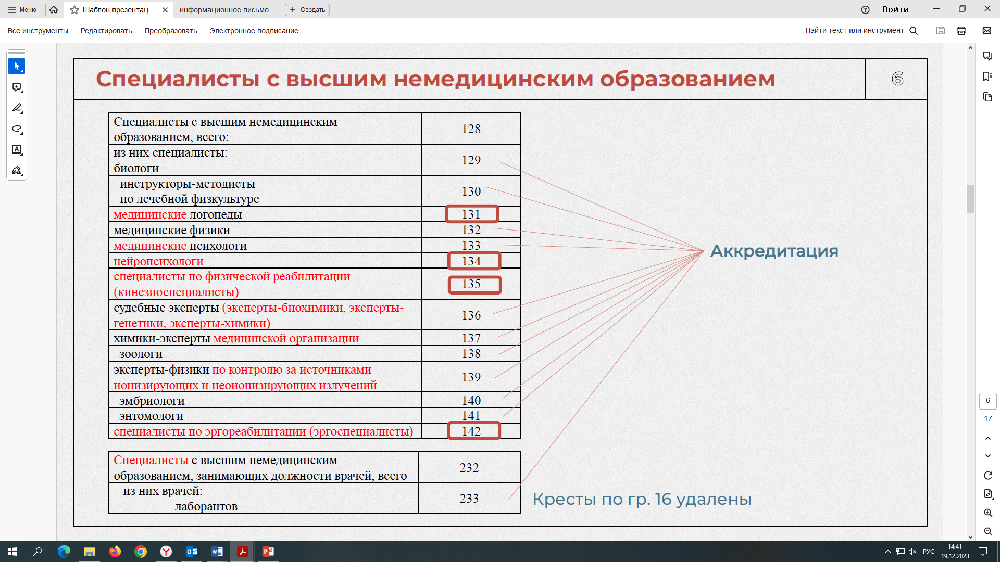 Меню
Шаблон презентац...
информационное письмо...
Создать
Войти
Все инструменты
Редактировать
Преобразовать
Электронное подписание
Найти текст или инструмент
Специалисты с высшим немедицинским образованием
6
Специалисты с высшим немедицинским
образованием, всего:
128
из них специалисты:
биологи
129
инструкторы-методисты
по лечебной физкультуре
130
медицинские логопеды
131
медицинские физики
132
медицинские психологи
133
нейропсихологи
134
специалисты по физической реабилитации
(кинезиоспециалисты)
135
судебные эксперты (эксперты-биохимики, эксперты-
генетики, эксперты-химики)
136
химики-эксперты медицинской организации
137
зоологи
138
эксперты-физики по контролю за источниками
ионизирующих и неоионизирующих излучений
139
эмбриологи
140
энтомологи
141
специалисты по эргореабилитации (эргоспециалисты)
142
Аккредитация
Специалисты с высшим немедицинским
образованием, занимающих должности врачей, всего
232
из них врачей:
лаборантов
233
Кресты по гр. 16 удалены
6
17
РУС
14:41
19.12.2023